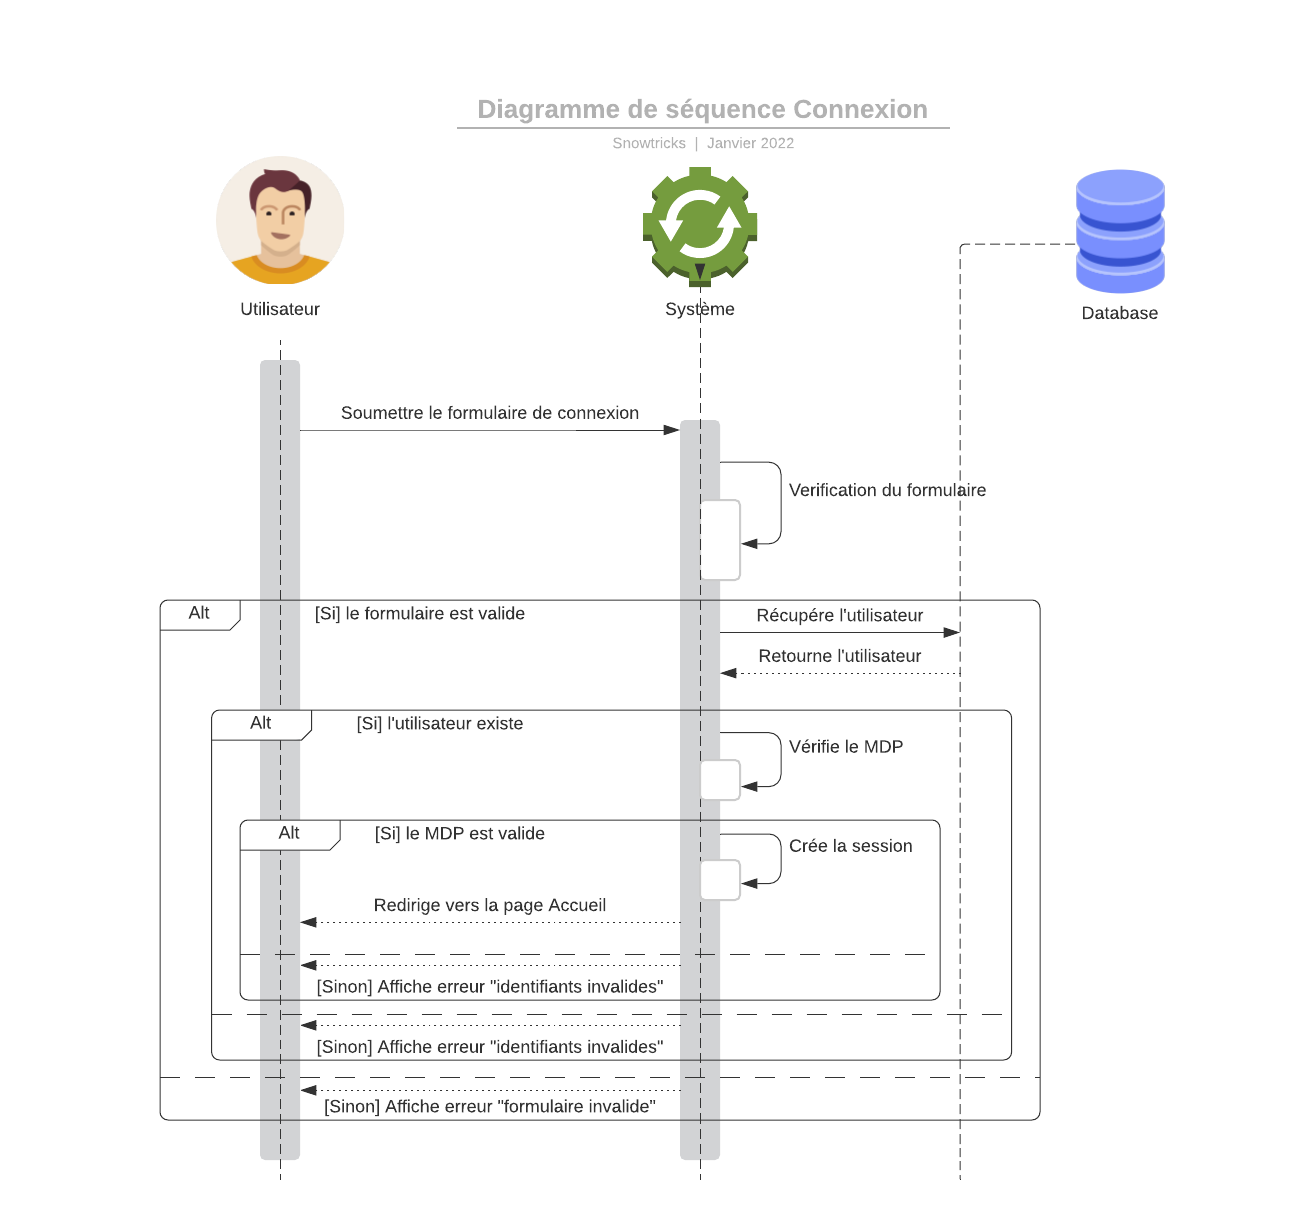 Diagramme de séquence Connexion
Snowtricks | Janvier 2022
Utilisateur
Système
Database
Soumettre le formulaire de connexion
Verification du formulaire
Alt
[Si] le formulaire est valide
Récupére l'utilisateur
Retourne l'utilisateur
Alt
[Si] l'utilisateur existe
Vérifie le MDP
Alt
[Si] le MDP est valide
Crée la session
Redirige vers la page Accueil
[Sinon] Affiche erreur "identifiants invalides"
[Sinon] Affiche erreur "identifiants invalides"
[Sinon] Affiche erreur "formulaire invalide"